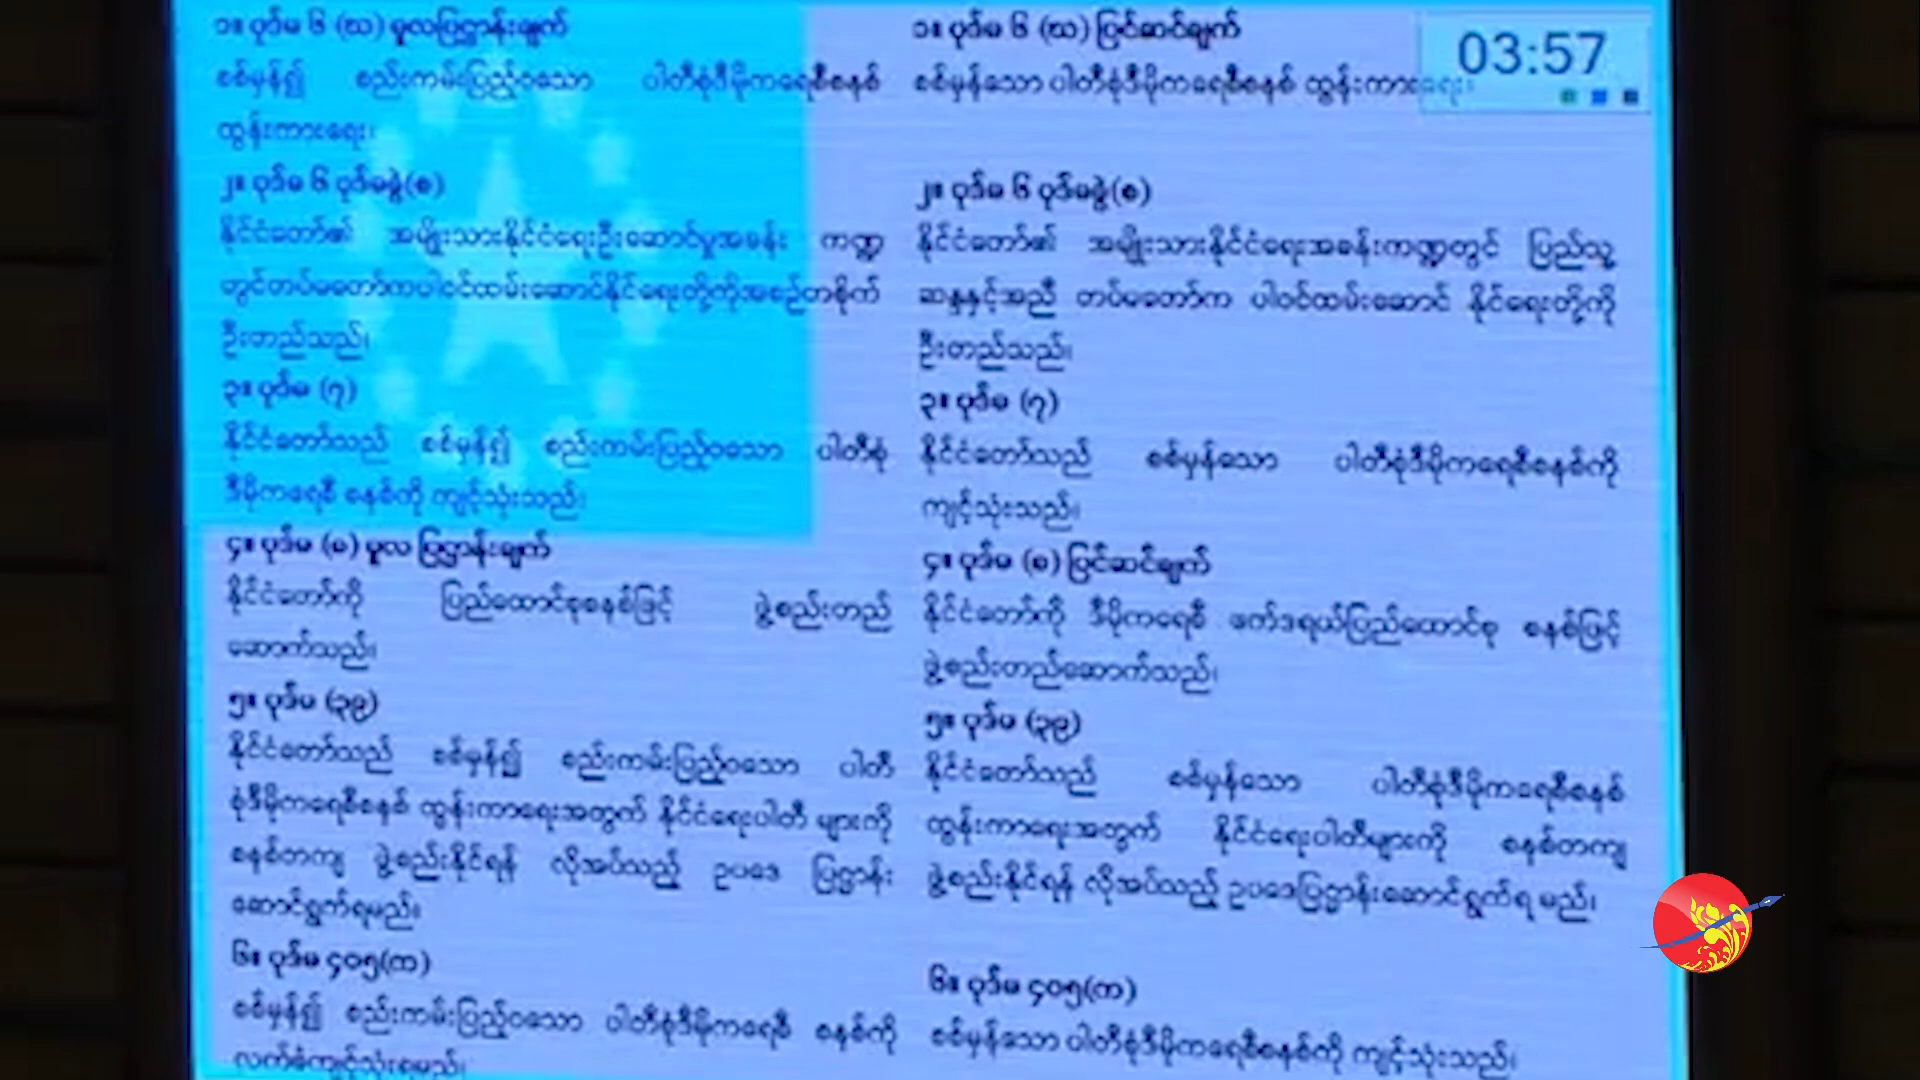 ၁။ ပုဒ်မ ၆ (ဃ) မူလပြဋ္ဌာန်းချက်
စစ်မှန်၍ စည်းကမ်းပြည့်ဝသော ပါတီစုံဒီမိုကရေစီစနစ်
ထွန်းကားရေး၊
၂။ ပုဒ်မ ၆ ပုဒ်မခွဲ(စ)
နိုင်ငံတော်၏ အမျိုးသားနိုင်ငံရေးဦးဆောင်မှုအခန်း ကဏ္ဍ
တွင်တပ်မတော်ကပါဝင်ထမ်းဆောင်နိုင်ရေးတို့ကိုအစဉ်တစိုက်
ဦးတည်သည်၊
၃။ ပုဒ်မ (၇)
နိုင်ငံတော်သည် စစ်မှန်၍ စည်းကမ်းပြည့်ဝသော ပါတီစုံ
ဒီမိုကရေစီ စနစ်ကို ကျင့်သုံးသည်၊
၄။ ပုဒ်မ (၈) မူလ ပြဋ္ဌာန်းချက်
နိုင်ငံတော်ကို ပြည်ထောင်စုစနစ်ဖြင့် ဖွဲ့စည်းတည်
ဆောက်သည်၊
၅။ ပုဒ်မ (၃၉)
နိုင်ငံတော်သည် စစ်မှန်၍ စည်းကမ်းပြည့်ဝသော ပါတီ
စုံဒီမိုကရေစီစနစ် ထွန်းကားရေးအတွက် နိုင်ငံရေးပါတီ များကို
စနစ်တကျ ဖွဲ့စည်းနိုင်ရန် လိုအပ်သည့် ဥပဒေ ပြဋ္ဌာန်း
ဆောင်ရွက်ရမည်၊
၆။ ပုဒ်မ ၄၀၅(က)
စစ်မှန်၍ စည်းကမ်းပြည့်ဝသော ပါတီစုံဒီမိုကရေစီ စနစ်ကို
လက်ခံကျင့်သုံးရမည်၊
၁။ ပုဒ်မ ၆ (ဃ) ပြင်ဆင်ချက်
စစ်မှန်သော ပါတီစုံဒီမိုကရေစီစနစ် ထွန်းကားရေး၊
၂။ ပုဒ်မ ၆ ပုဒ်မခွဲ(စ)
နိုင်ငံတော်၏ အမျိုးသားနိုင်ငံရေးအခန်းကဏ္ဍတွင် ပြည်သူ့
ဆန္ဒနှင့်အညီ တပ်မတော်က ပါဝင်ထမ်းဆောင် နိုင်ရေးတို့ကို
ဦးတည်သည်၊
၃။ ပုဒ်မ (၇)
နိုင်ငံတော်သည် စစ်မှန်သော ပါတီစုံဒီမိုကရေစီစနစ်ကို
ကျင့်သုံးသည်၊
၄။ ပုဒ်မ (၈) ပြင်ဆင်ချက်
နိုင်ငံတော်ကို ဒီမိုကရေစီ ဖက်ဒရယ်ပြည်ထောင်စု စနစ်ဖြင့်
ဖွဲ့စည်းတည်ဆောက်သည်၊
၅။ ပုဒ်မ (၃၉)
နိုင်ငံတော်သည် စစ်မှန်သော ပါတီစုံဒီမိုကရေစီစနစ်
ထွန်းကားရေးအတွက် နိုင်ငံရေးပါတီများကို စနစ်တကျ
ဖွဲ့စည်းနိုင်ရန် လိုအပ်သည့် ဥပဒေပြဋ္ဌာန်းဆောင်ရွက်ရ မည်၊
၆။ ပုဒ်မ ၄၀၅(က)
စစ်မှန်သော ပါတီစုံဒီမိုကရေစီစနစ်ကို ကျင့်သုံးသည်၊
03:57